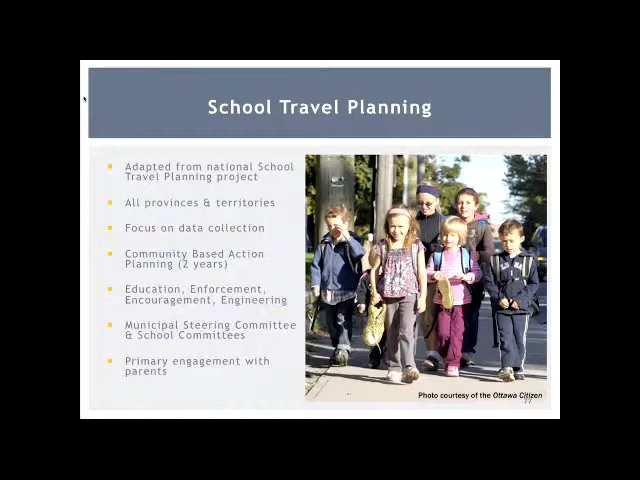 School Travel Planning
Adapted from national School
Travel Planning project
All provinces & territories
Focus on data collection
Community Based Action
Planning (2 years)
Education, Enforcement,
Encouragement, Engineering
Municipal Steering Committee
& School Committees
Primary engagement with
parents
Photo courtesy of the Ottawa Citizen